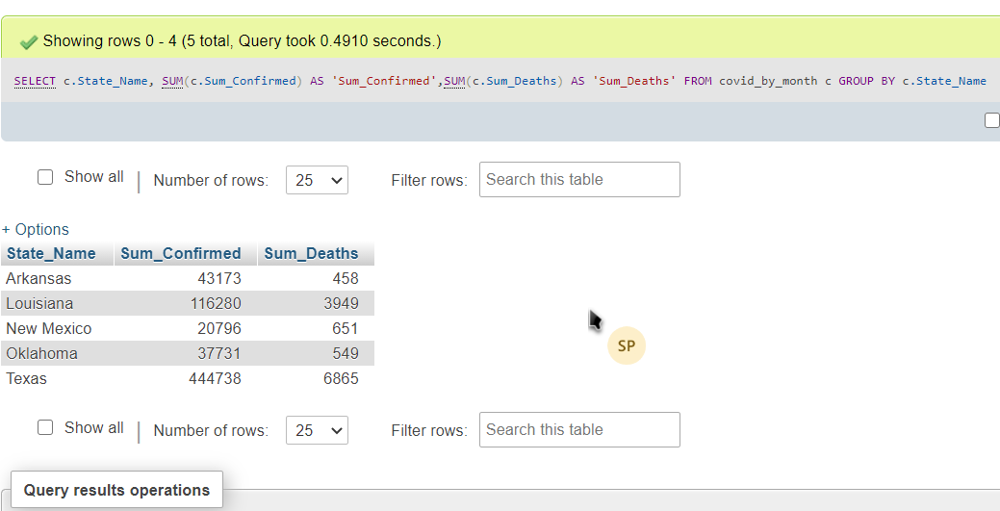 Showing rows 0 - 4 (5 total, Query took 0.4910 seconds.)
SELECT c.State_Name, SUM(c.Sum_Confirmed) AS 'Sum_Confirmed',SUM(c.Sum_Deaths) AS 'Sum_Deaths' FROM covid_by_month c GROUP BY c.State_Name
Show all | Number of rows: 25 Filter rows: Search this table
+ Options
State_Name Sum_Confirmed Sum_Deaths
Arkansas 43173 458
Louisiana 116280 3949
New Mexico 20796 651
Oklahoma 37731 549
Texas 444738 6865
SP
Show all | Number of rows: 25 Filter rows: Search this table
Query results operations